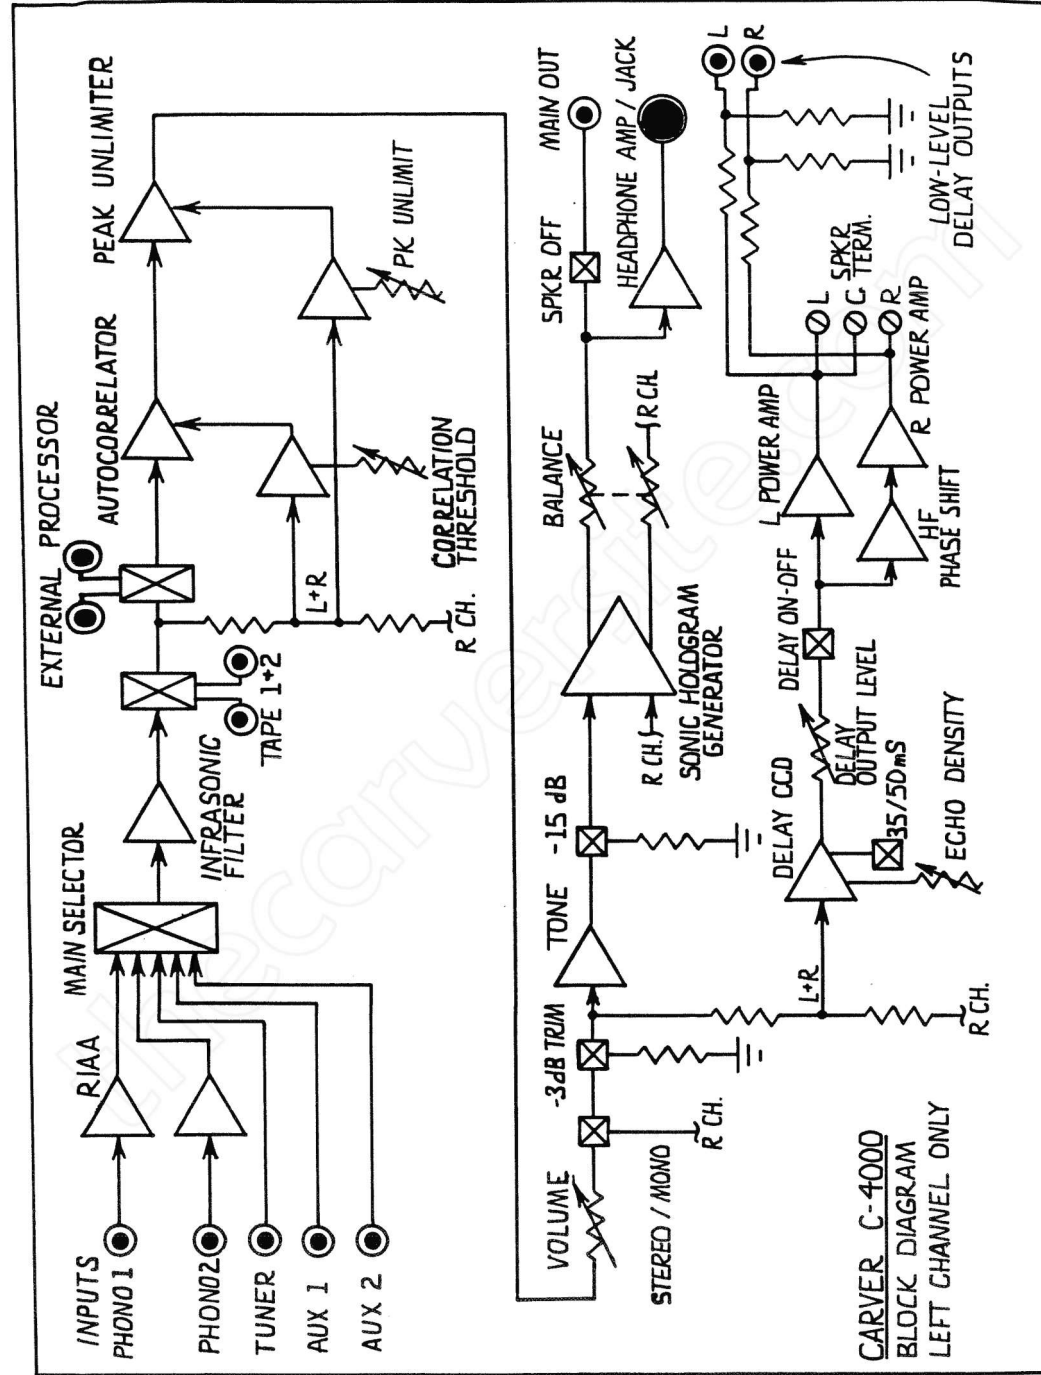 INPUTS
PHONO 1
PHONO2
TUNER
AUX 1
AUX 2
RIAA
MAIN SELECTOR
INFRASONIC
FILTER
TAPE 1+2
EXTERNAL PROCESSOR
AUTOCORRELATOR
PEAK UNLIMITER
L+R
R CH.
CORRELATION
THRESHOLD
PK UNLIMIT
VOLUME
STEREO / MONO
R CH.
-3dB TRIM
TONE
-15 dB
R CH.
SONIC HOLOGRAM
GENERATOR
BALANCE
R CH.
SPKR OFF
MAIN OUT
HEADPHONE AMP / JACK
L+R
R CH.
DELAY CCD
35/50mS
ECHO DENSITY
DELAY
OUTPUT LEVEL
DELAY ON-OFF
L POWER AMP
HF
PHASE SHIFT
R POWER AMP
L
C
R
SPKR
TERM.
L
R
LOW-LEVEL
DELAY OUTPUTS
CARVER C-4000
BLOCK DIAGRAM
LEFT CHANNEL ONLY
thecarversite.com